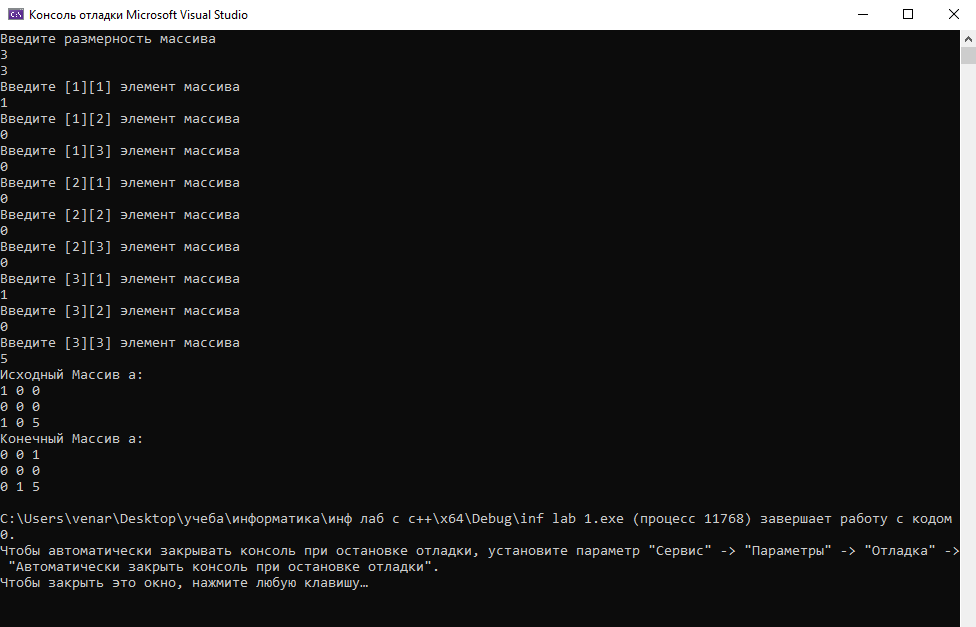 Консоль отладки Microsoft Visual Studio
Введите размерность массива
3
3
Введите [1][1] элемент массива
1
Введите [1][2] элемент массива
0
Введите [1][3] элемент массива
0
Введите [2][1] элемент массива
0
Введите [2][2] элемент массива
0
Введите [2][3] элемент массива
0
Введите [3][1] элемент массива
1
Введите [3][2] элемент массива
0
Введите [3][3] элемент массива
5
Исходный Массив a:
1 0 0
0 0 0
1 0 5
Конечный Массив a:
0 0 1
0 0 0
0 1 5
C:\Users\venar\Desktop\учеба\информатика\инф лаб с с++\x64\Debug\inf lab 1.exe (процесс 11768) завершает работу с кодом
0.
Чтобы автоматически закрывать консоль при остановке отладки, установите параметр "Сервис" -> "Параметры" -> "Отладка" ->
"Автоматически закрыть консоль при остановке отладки".
Чтобы закрыть это окно, нажмите любую клавишу…